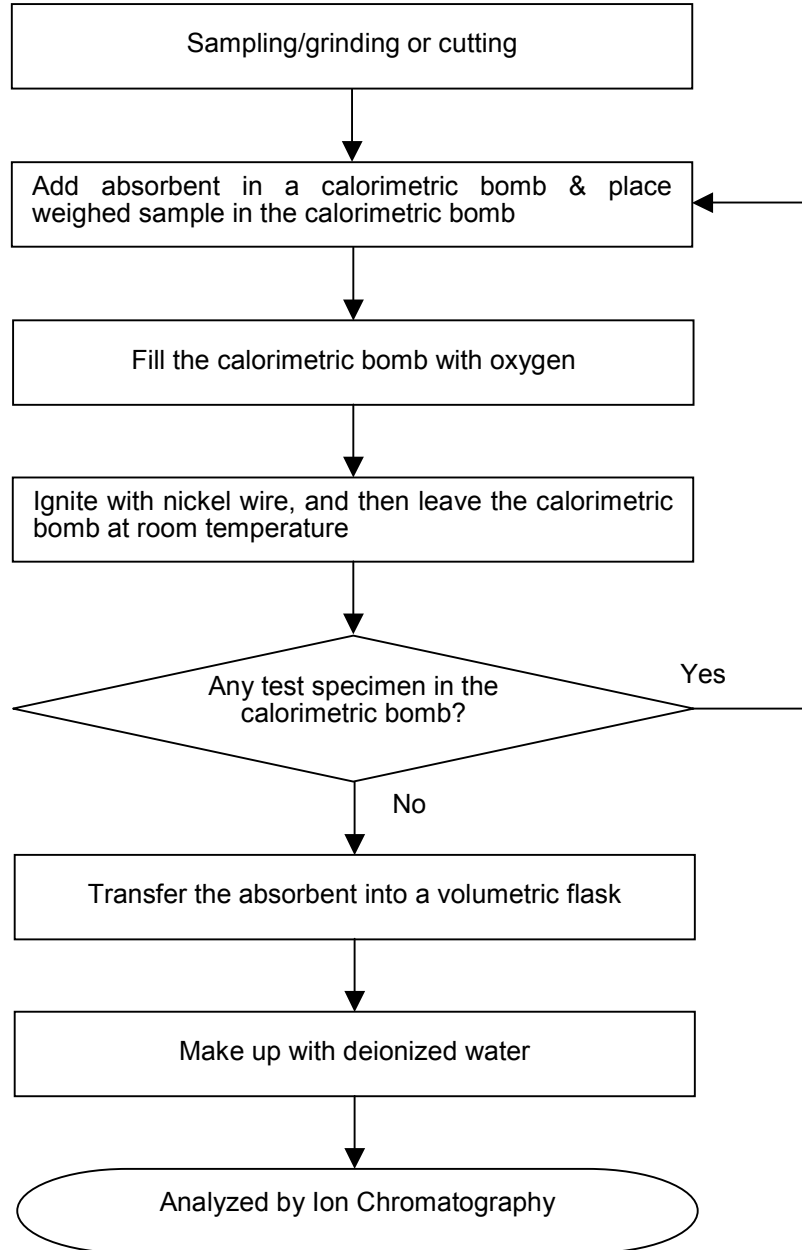 Sampling/grinding or cutting
Add absorbent in a calorimetric bomb & place
weighed sample in the calorimetric bomb
Fill the calorimetric bomb with oxygen
Ignite with nickel wire, and then leave the calorimetric
bomb at room temperature
Any test specimen in the
calorimetric bomb?
Yes
No
Transfer the absorbent into a volumetric flask
Make up with deionized water
Analyzed by Ion Chromatography